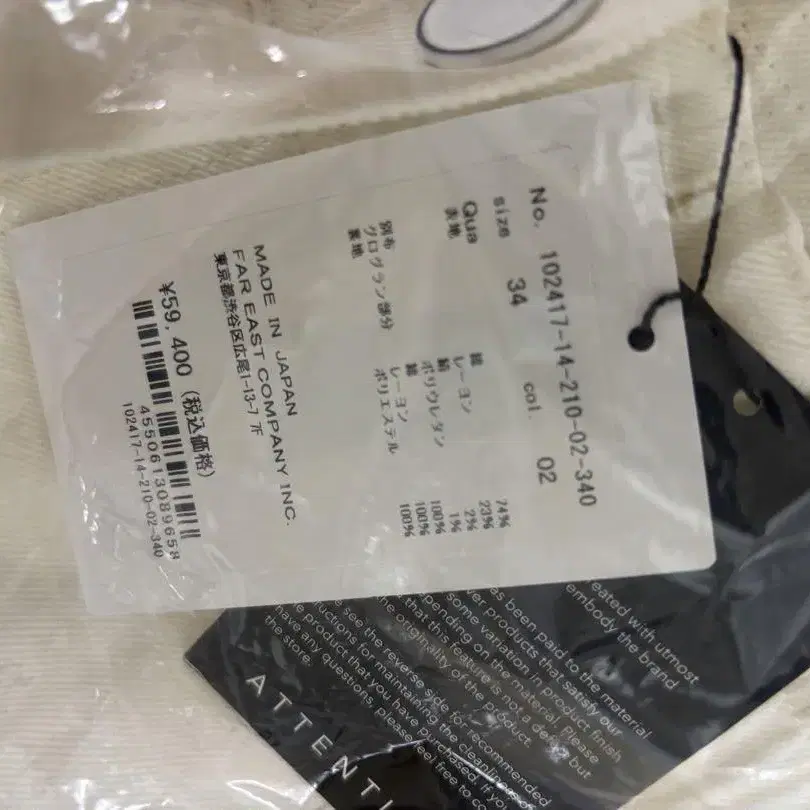 No. 102417-14-210-02-340
size 34 col. 02
Qua
表地 綿 74%
レーヨン 23%
絹 2%
ポリウレタン 1%
別布 綿 100%
グログラン部分 レーヨン 100%
裏地 ポリエステル 100%
MADE IN JAPAN
FAR EAST COMPANY INC.
東京都渋谷区広尾1-13-7 7F
¥59,400 (税込価格)
4550613089658
102417-14-210-02-340
with utmost
embody the brand
been paid to the material
products that satisfy our
some variation in product finish
on the material. Please
that this feature is not a defect but
the originality of the product.
see the reverse side for recommended
for maintaining the cleanliness of
product that you have purchased. If you
have any questions, please feel free to
the store.
ATTENTI